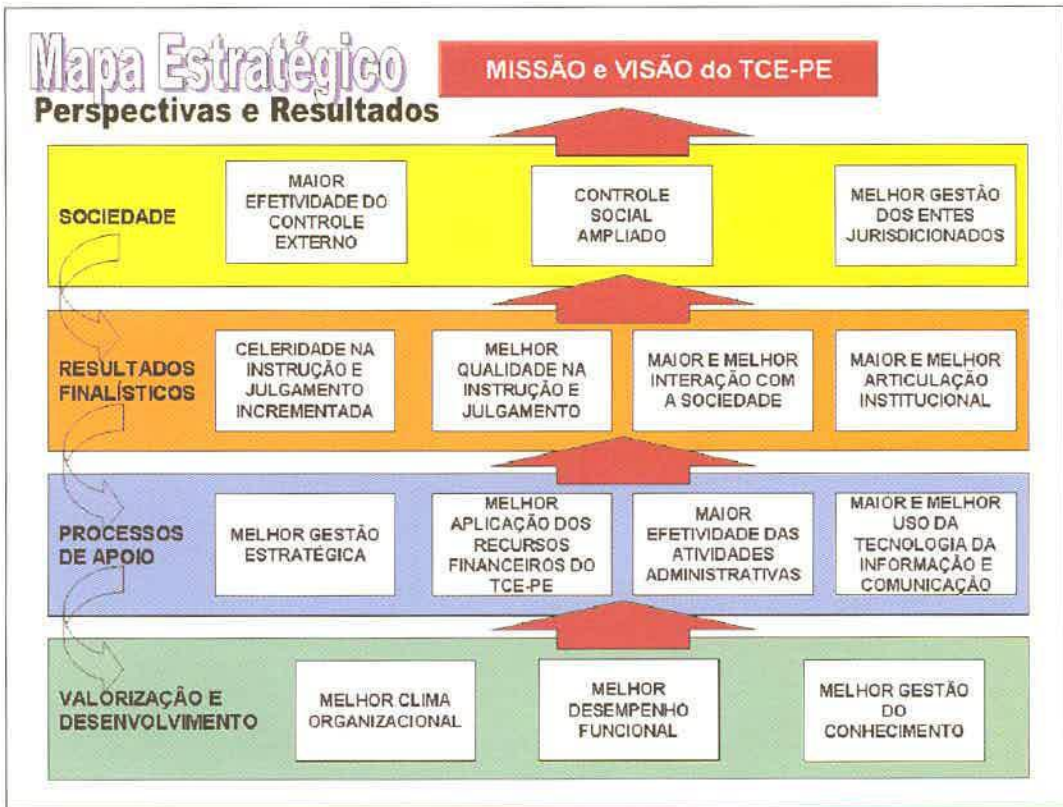 Mapa Estratégico
Perspectivas e Resultados
MISSÃO e VISÃO do TCE-PE
SOCIEDADE
MAIOR
EFETIVIDADE DO
CONTROLE
EXTERNO
CONTROLE
SOCIAL
AMPLIADO
MELHOR GESTÃO
DOS ENTES
JURISDICIONADOS
RESULTADOS
FINALÍSTICOS
CELERIDADE NA
INSTRUÇÃO E
JULGAMENTO
INCREMENTADA
MELHOR
QUALIDADE NA
INSTRUÇÃO E
JULGAMENTO
MAIOR E MELHOR
INTERAÇÃO COM
A SOCIEDADE
MAIOR E MELHOR
ARTICULAÇÃO
INSTITUCIONAL
PROCESSOS
DE APOIO
MELHOR GESTÃO
ESTRATÉGICA
MELHOR
APLICAÇÃO DOS
RECURSOS
FINANCEIROS DO
TCE-PE
MAIOR
EFETIVIDADE DAS
ATIVIDADES
ADMINISTRATIVAS
MAIOR E MELHOR
USO DA
TECNOLOGIA DA
INFORMAÇÃO E
COMUNICAÇÃO
VALORIZAÇÃO E
DESENVOLVIMENTO
MELHOR CLIMA
ORGANIZACIONAL
MELHOR
DESEMPENHO
FUNCIONAL
MELHOR GESTÃO
DO
CONHECIMENTO